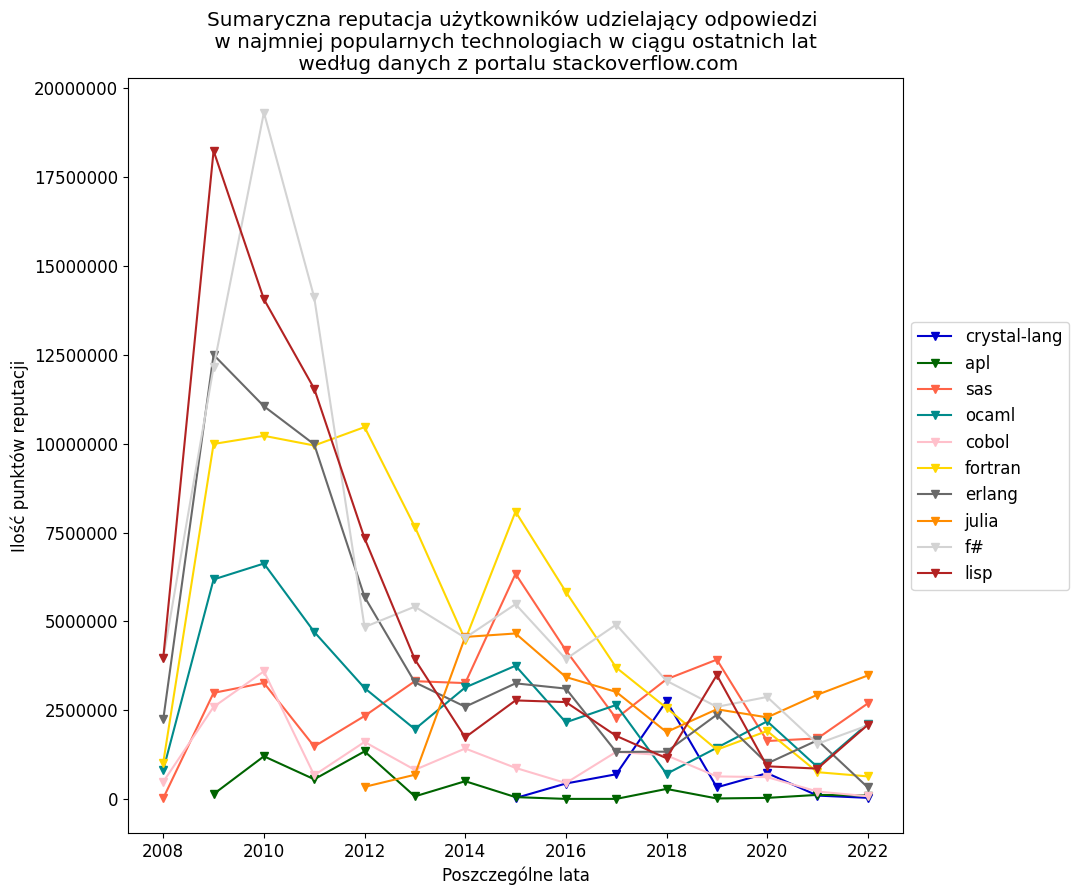 Sumaryczna reputacja użytkowników udzielający odpowiedzi
w najmniej popularnych technologiach w ciągu ostatnich lat
według danych z portalu stackoverflow.com
Ilość punktów reputacji
20000000
17500000
15000000
12500000
10000000
7500000
5000000
2500000
0
2008 2010 2012 2014 2016 2018 2020 2022
Poszczególne lata
crystal-lang
apl
sas
ocaml
cobol
fortran
erlang
julia
f#
lisp